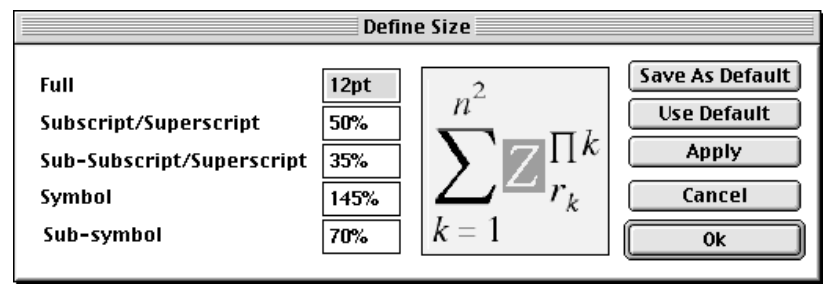 Define Size
Full 12pt
Subscript/Superscript 50%
Sub-Subscript/Superscript 35%
Symbol 145%
Sub-symbol 70%
n²
∑ Z ∏ k
r_k
k = 1
Save As Default
Use Default
Apply
Cancel
Ok